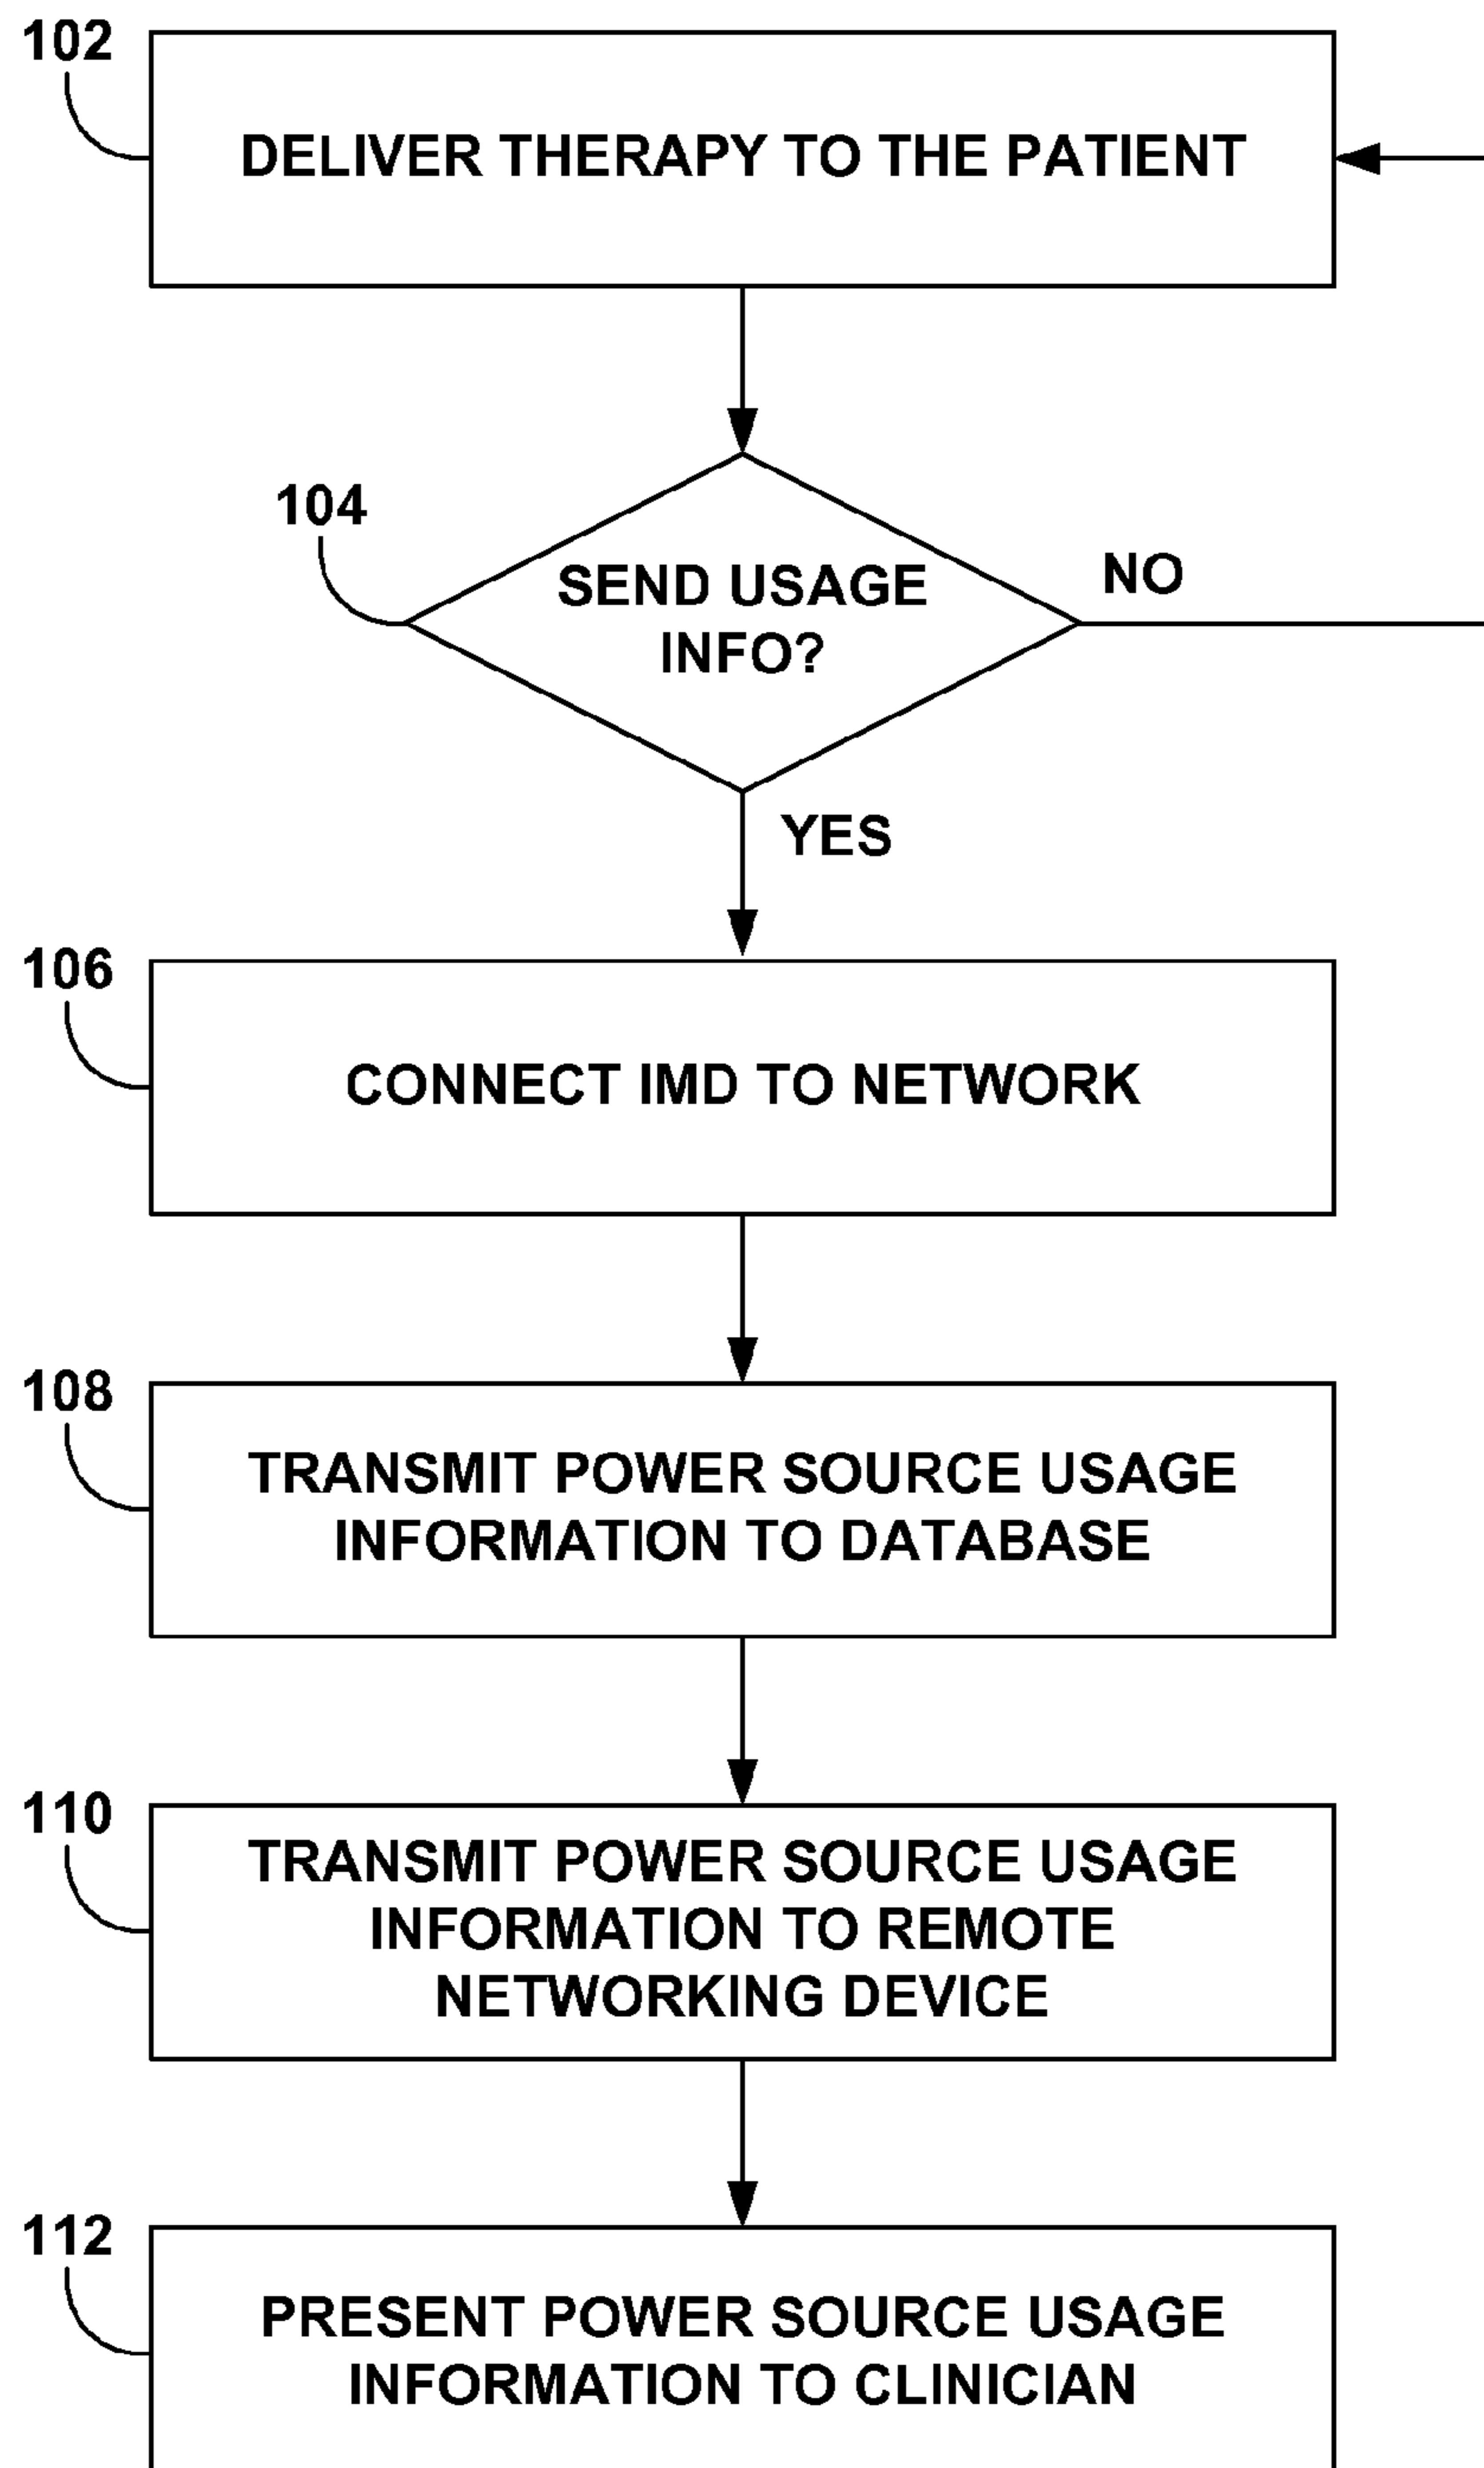 102
DELIVER THERAPY TO THE PATIENT
104
SEND USAGE
INFO?
NO
YES
106
CONNECT IMD TO NETWORK
108
TRANSMIT POWER SOURCE USAGE
INFORMATION TO DATABASE
110
TRANSMIT POWER SOURCE USAGE
INFORMATION TO REMOTE
NETWORKING DEVICE
112
PRESENT POWER SOURCE USAGE
INFORMATION TO CLINICIAN